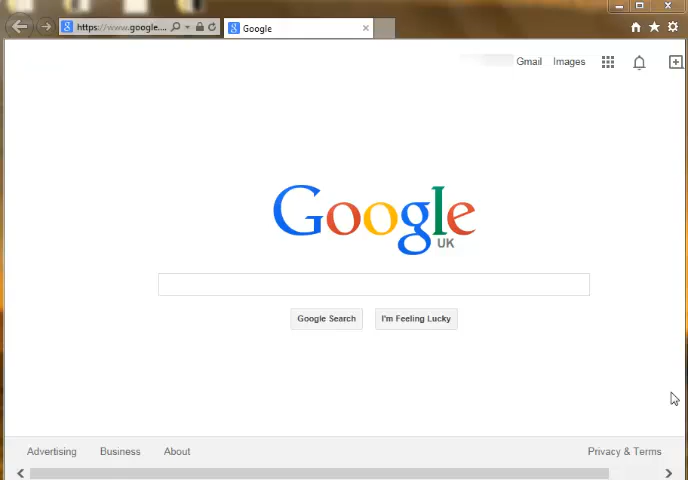 https://www.google....
Google
Gmail Images
Google
UK
Google Search I'm Feeling Lucky
Advertising Business About Privacy & Terms